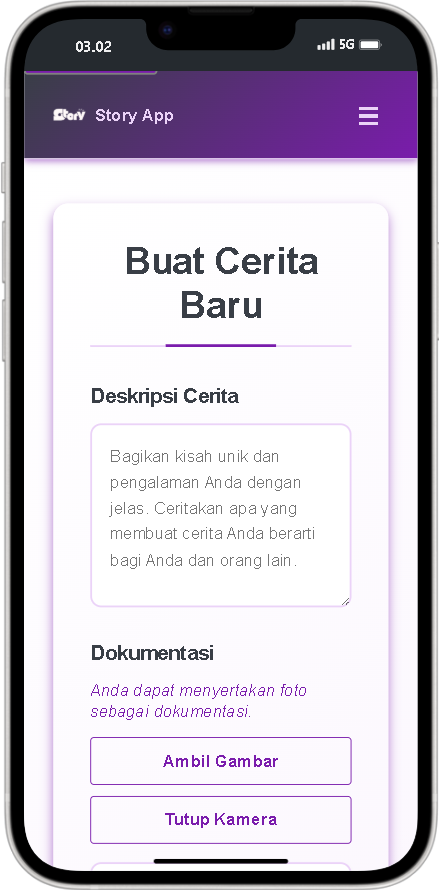 03.02
5G
Story
Story App
Buat Cerita
Baru
Deskripsi Cerita
Bagikan kisah unik dan
pengalaman Anda dengan
jelas. Ceritakan apa yang
membuat cerita Anda berarti
bagi Anda dan orang lain.
Dokumentasi
Anda dapat menyertakan foto
sebagai dokumentasi.
Ambil Gambar
Tutup Kamera